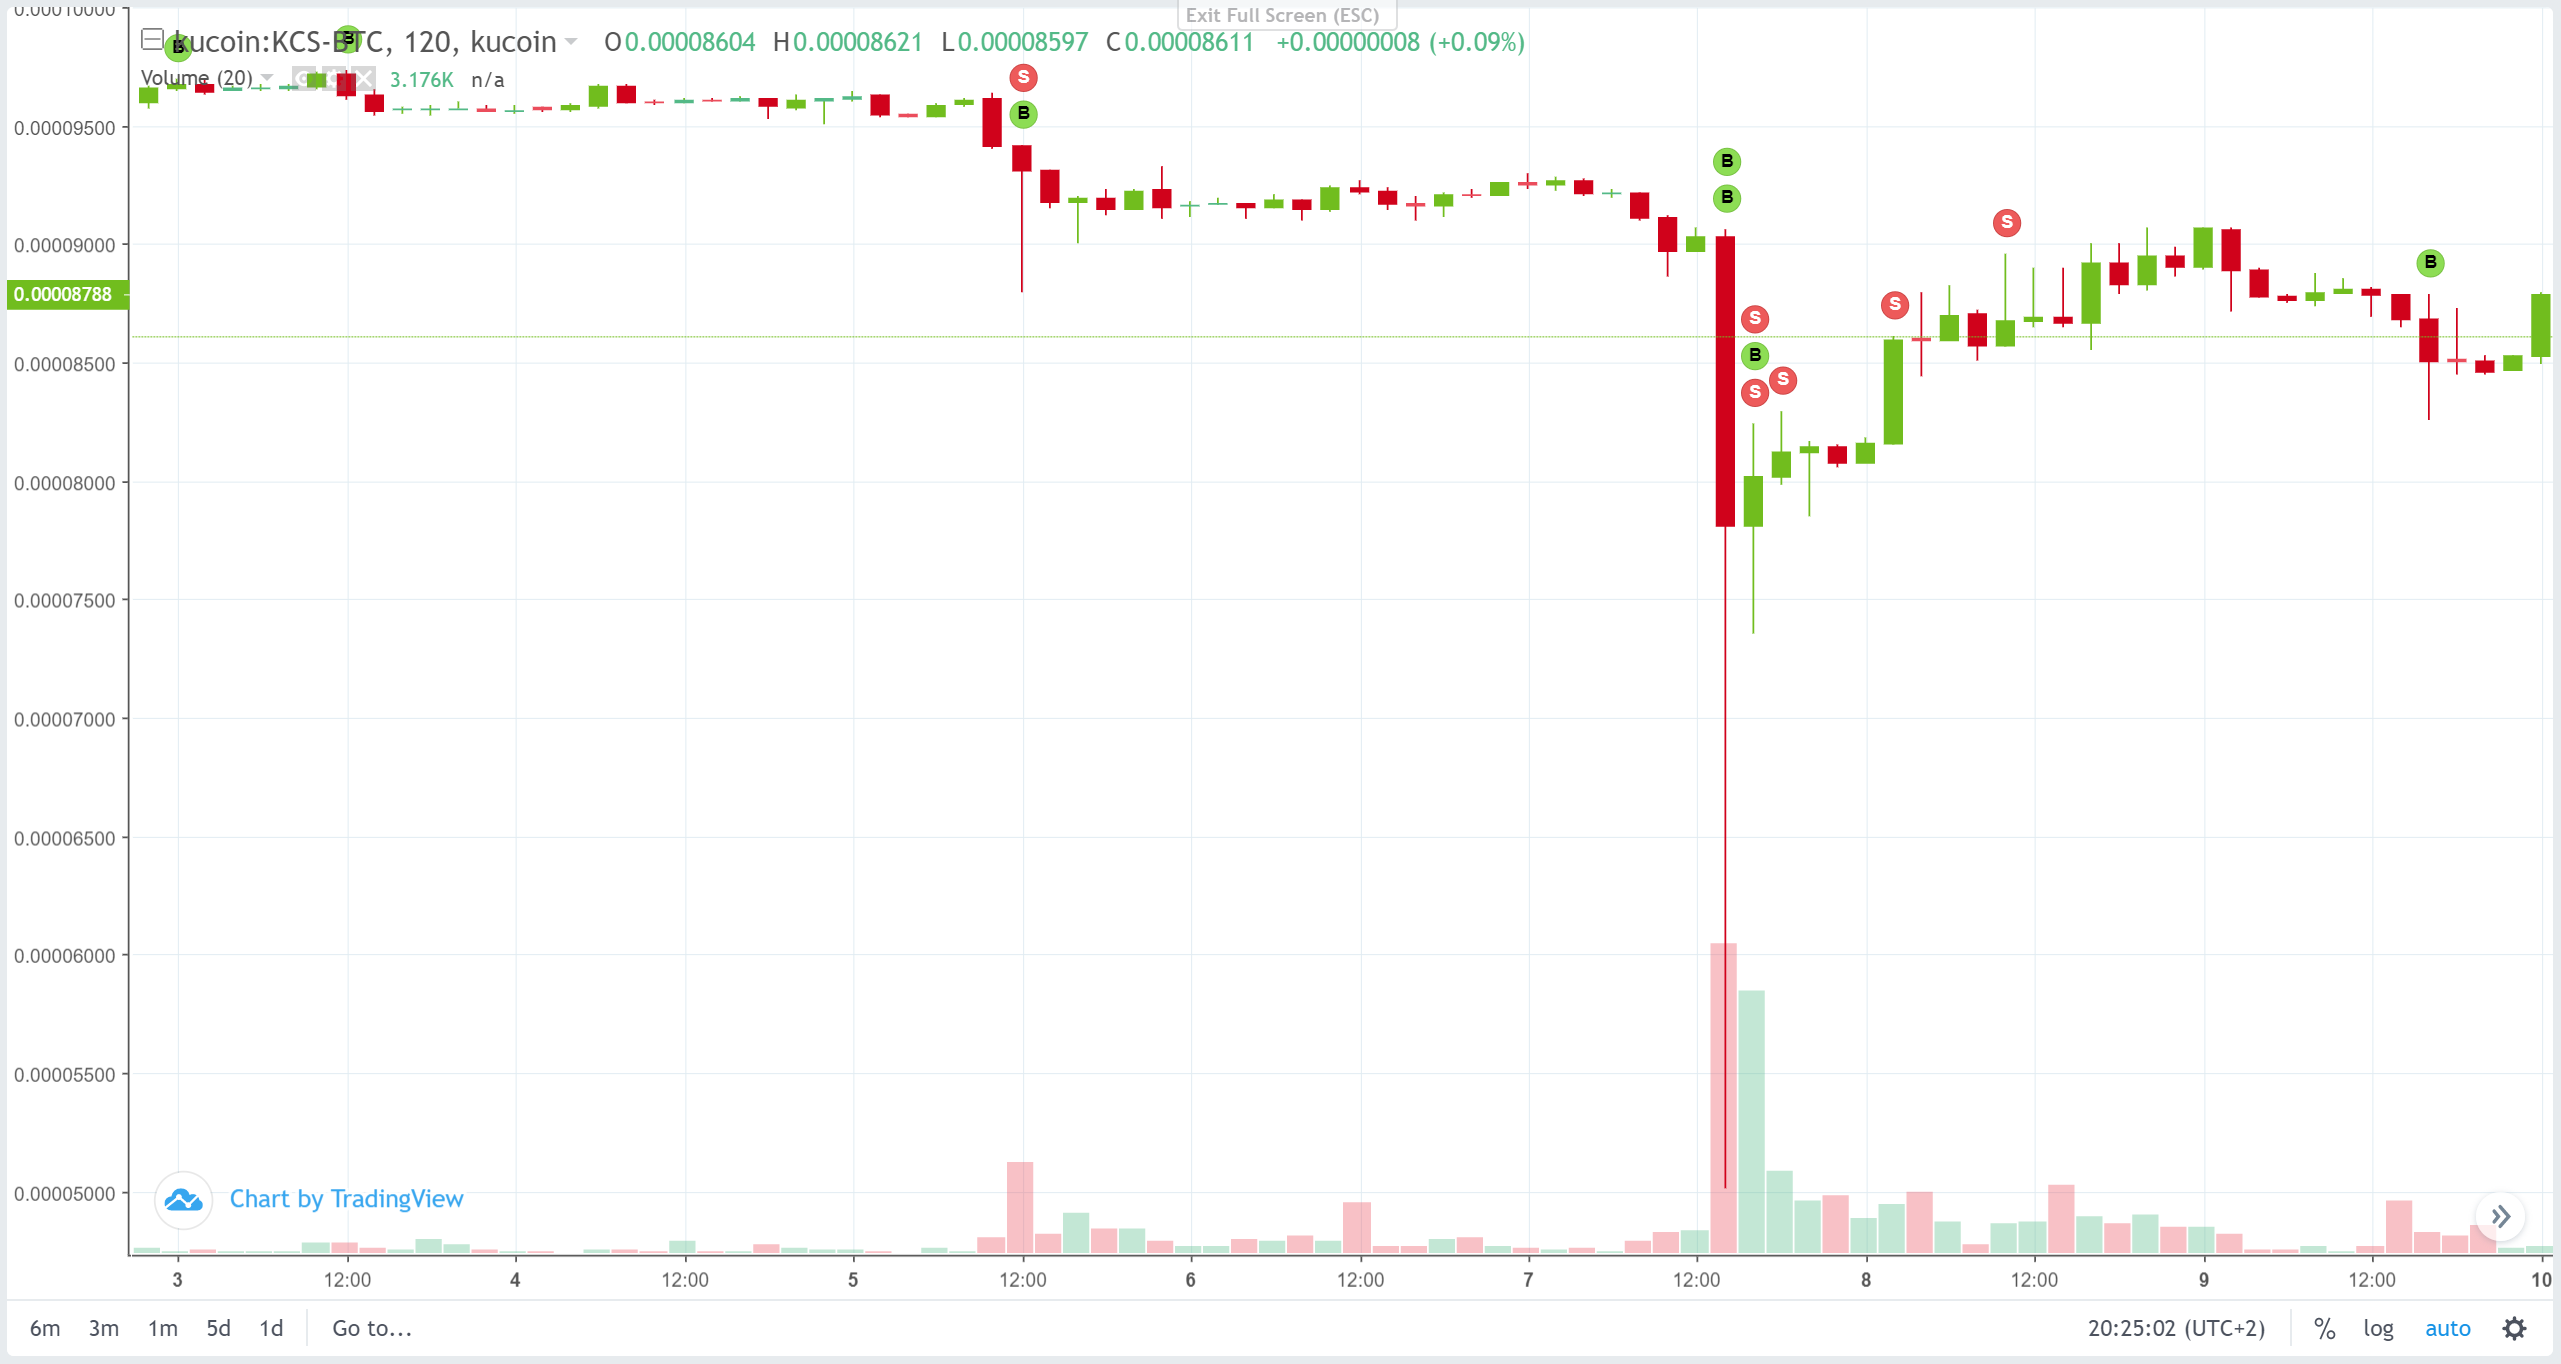 Exit Full Screen (ESC)
0.00010000
kucoin:KCS-BTC, 120, kucoin O0.00008604 H0.00008621 L0.00008597 C0.00008611 +0.00000008 (+0.09%)
B B
Volume (20) 3.176K n/a
S
B
0.00009500
B
B
S
0.00009000
B
0.00008788
S
S
B
0.00008500
S
S
0.00008000
0.00007500
0.00007000
0.00006500
0.00006000
0.00005500
0.00005000
Chart by TradingView
3 12:00 4 12:00 5 12:00 6 12:00 7 12:00 8 12:00 9 12:00 10
6m 3m 1m 5d 1d Go to... 20:25:02 (UTC+2) % log auto